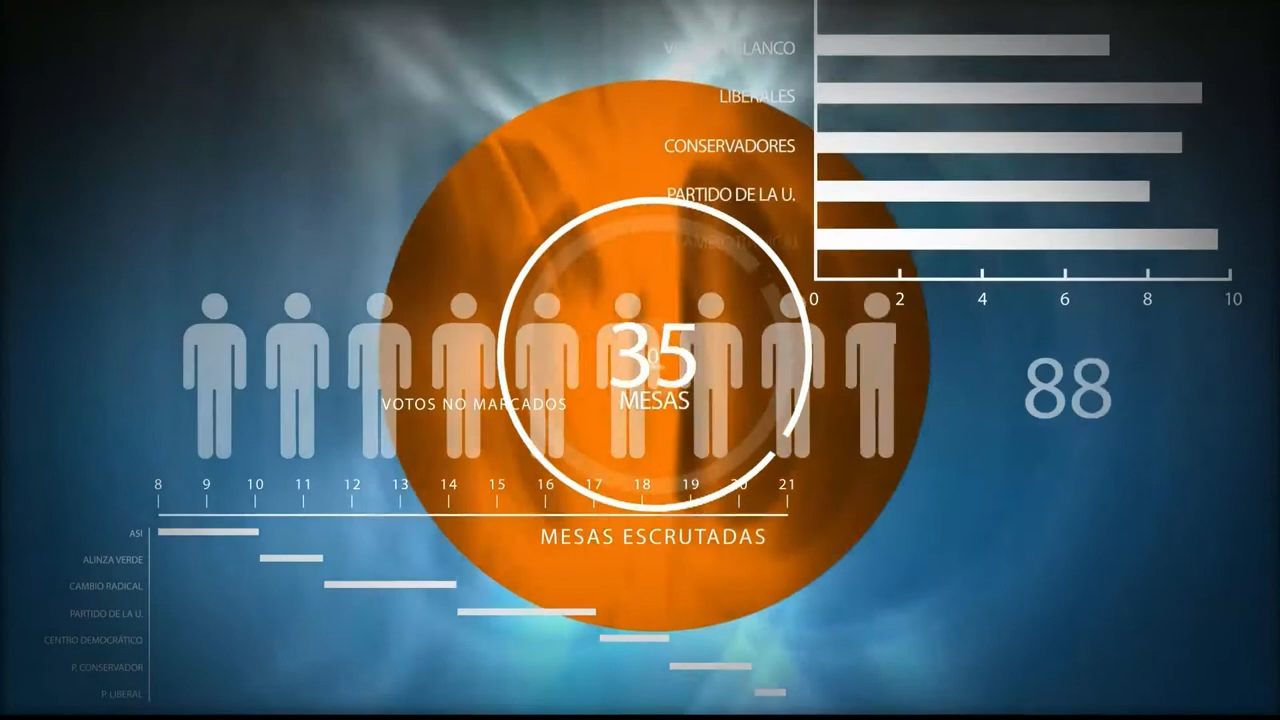 LIBERALES
CONSERVADORES
PARTIDO DE LA U.
0 2 4 6 8 10
35
MESAS
88
VOTOS NO MARCADOS
8 9 10 11 12 13 14 15 16 17 18 19 20 21
MESAS ESCRUTADAS
ASI
ALINZA VERDE
CAMBIO RADICAL
PARTIDO DE LA U.
CENTRO DEMOCRÁTICO
P. CONSERVADOR
P. LIBERAL